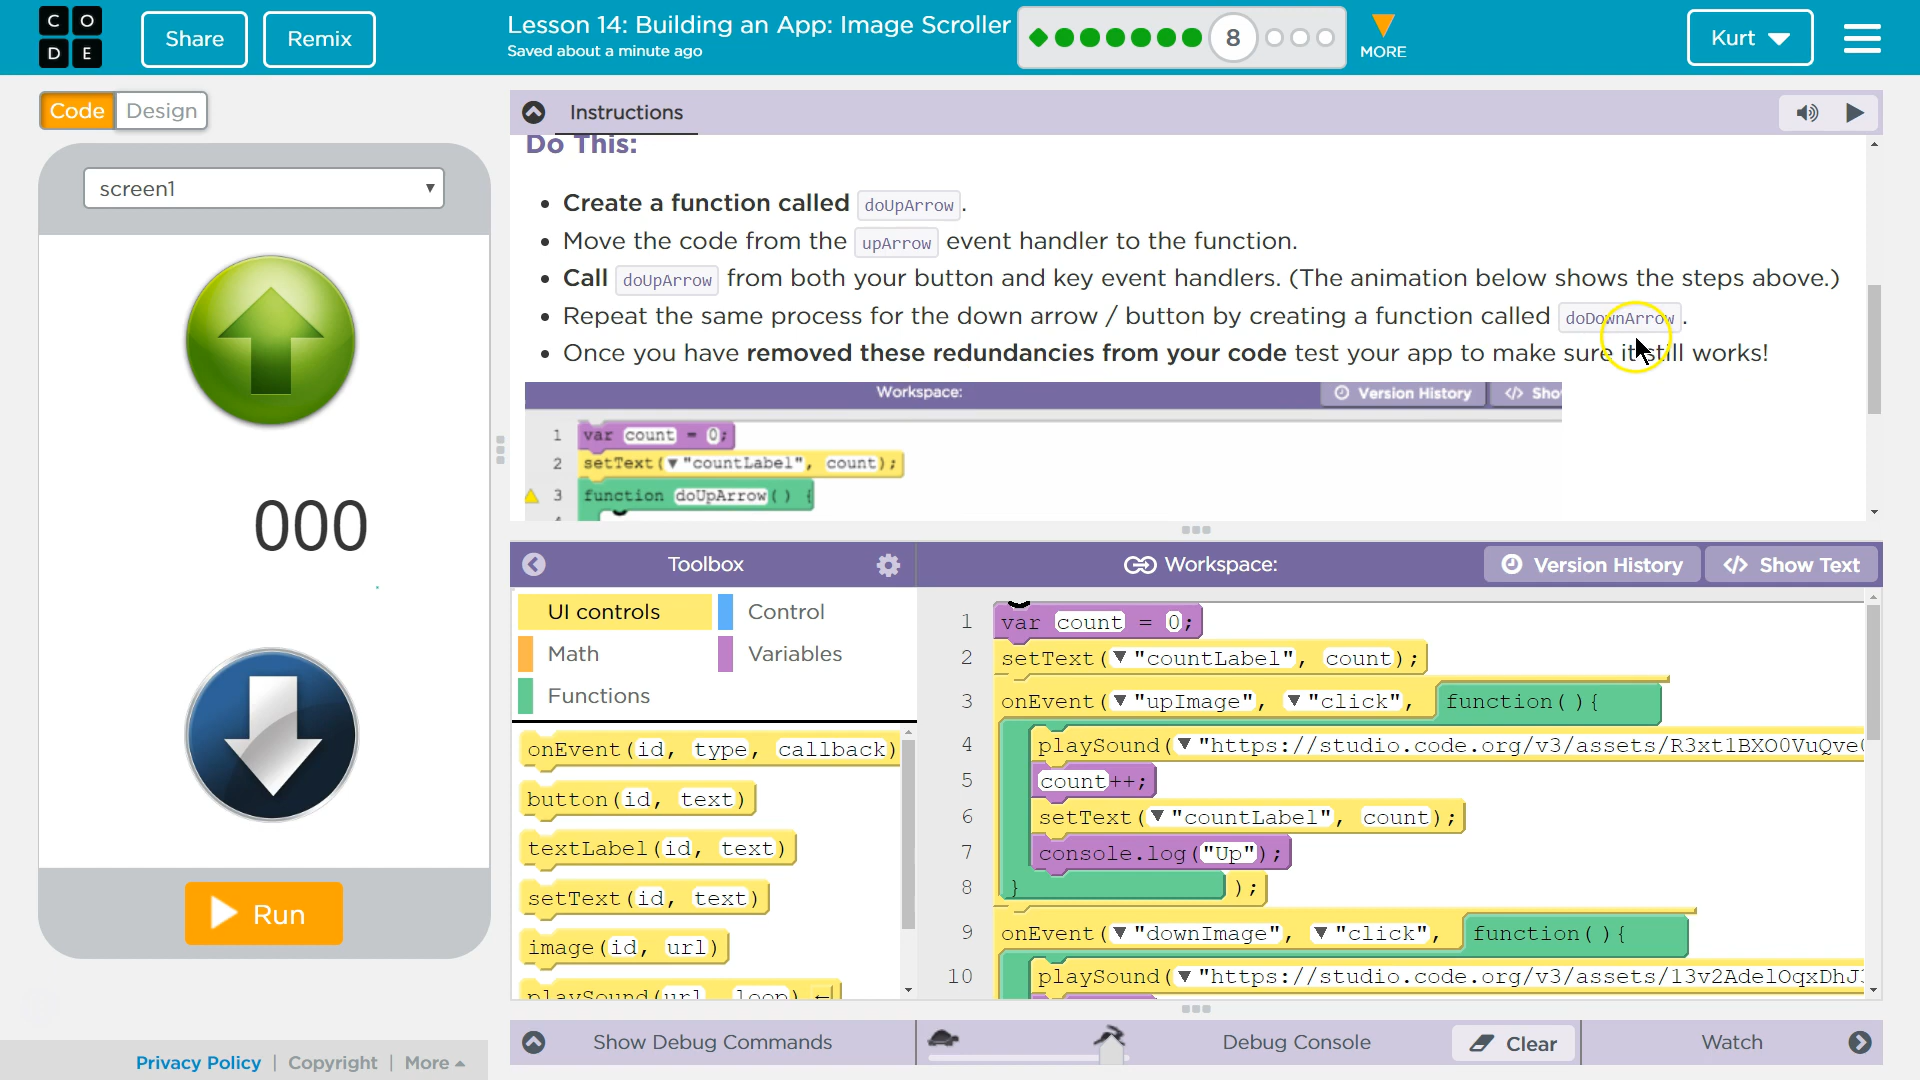 CODE
Share
Remix
Lesson 14: Building an App: Image Scroller
Saved about a minute ago
8
MORE
Kurt
Code
Design
Instructions
screen1
Do This:
Create a function called doUpArrow.
Move the code from the upArrow event handler to the function.
Call doUpArrow from both your button and key event handlers. (The animation below shows the steps above.)
Repeat the same process for the down arrow / button by creating a function called doDownArrow.
Once you have removed these redundancies from your code test your app to make sure it still works!
Workspace:
Version History
</> Sho
1 var count = 0;
2 setText( ▼ "countLabel", count);
3 function doUpArrow( ) {
000
Run
Toolbox
Workspace:
Version History
</> Show Text
UI controls
Control
Math
Variables
Functions
onEvent(id, type, callback)
button(id, text)
textLabel(id, text)
setText(id, text)
image(id, url)
playSound(url, loop)
1 var count = 0;
2 setText( ▼ "countLabel", count);
3 onEvent( ▼ "upImage", ▼ "click", function( ){
4 playSound( ▼ "https://studio.code.org/v3/assets/R3xt1BXO0VuQve
5 count++;
6 setText( ▼ "countLabel", count);
7 console.log("Up");
8 } );
9 onEvent( ▼ "downImage", ▼ "click", function( ){
10 playSound( ▼ "https://studio.code.org/v3/assets/13v2AdelOqxDhJ
Show Debug Commands
Debug Console
Clear
Watch
Privacy Policy | Copyright | More